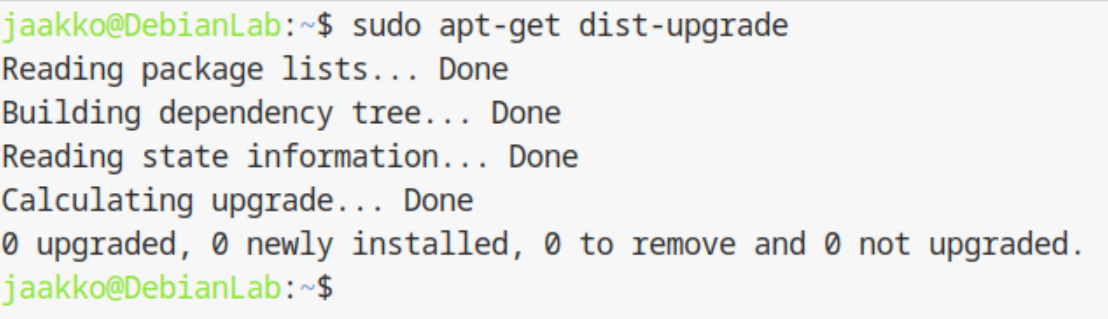 jaakko@DebianLab:~$ sudo apt-get dist-upgrade
Reading package lists... Done
Building dependency tree... Done
Reading state information... Done
Calculating upgrade... Done
0 upgraded, 0 newly installed, 0 to remove and 0 not upgraded.
jaakko@DebianLab:~$